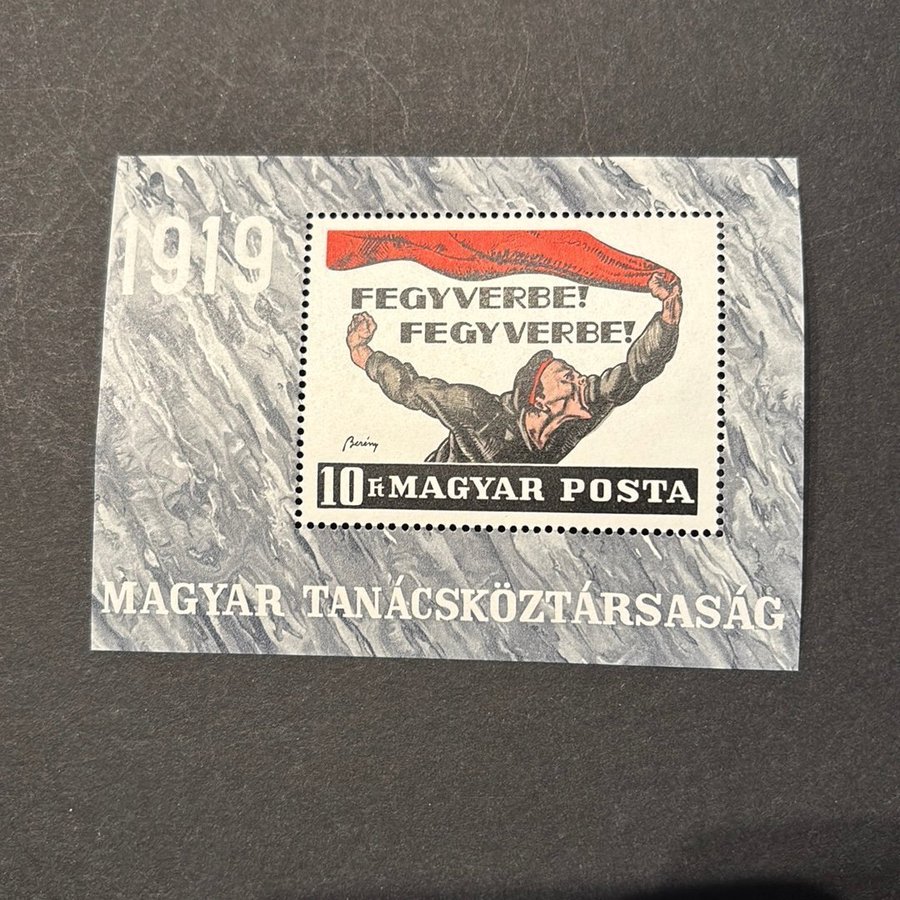 1919
FEGYVERBE!
FEGYVERBE!
Berény
10 Ft MAGYAR POSTA
MAGYAR TANÁCSKÖZTÁRSASÁG